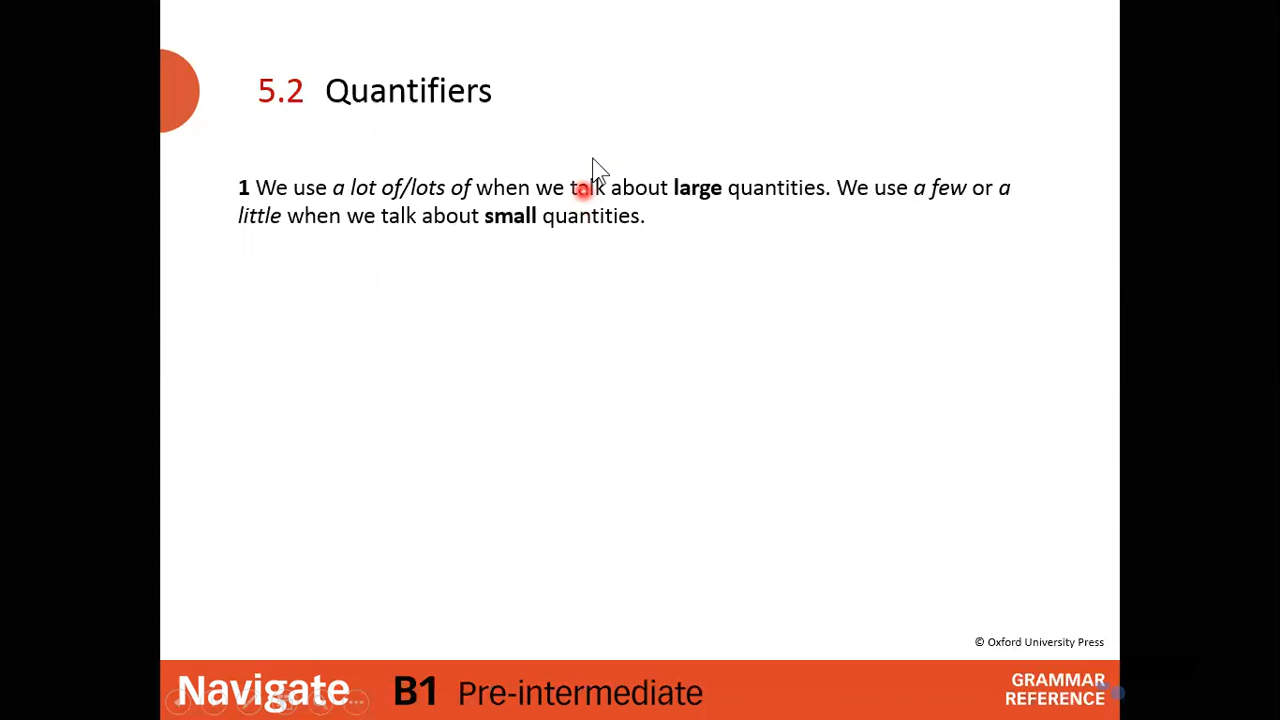 5.2 Quantifiers
1 We use a lot of/lots of when we talk about large quantities. We use a few or a
little when we talk about small quantities.
© Oxford University Press
Navigate B1 Pre-intermediate
GRAMMAR
REFERENCE